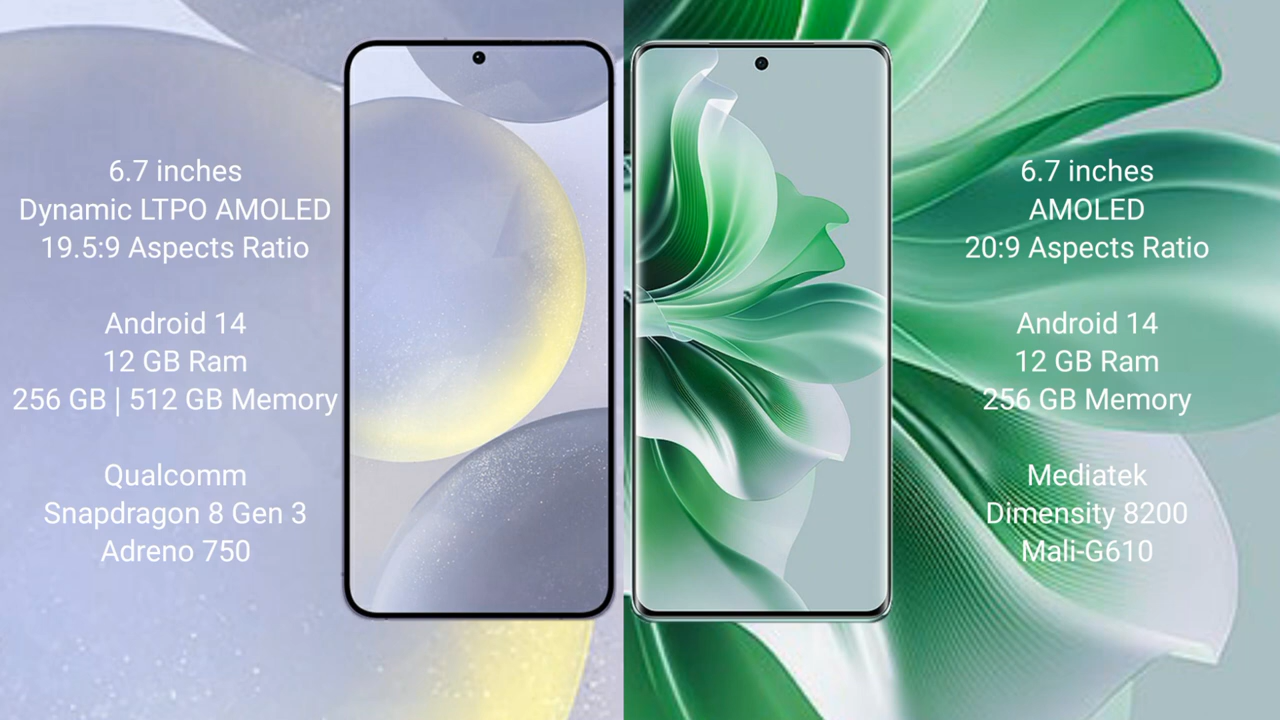 6.7 inches
Dynamic LTPO AMOLED
19.5:9 Aspects Ratio
Android 14
12 GB Ram
256 GB | 512 GB Memory
Qualcomm
Snapdragon 8 Gen 3
Adreno 750
6.7 inches
AMOLED
20:9 Aspects Ratio
Android 14
12 GB Ram
256 GB Memory
Mediatek
Dimensity 8200
Mali-G610